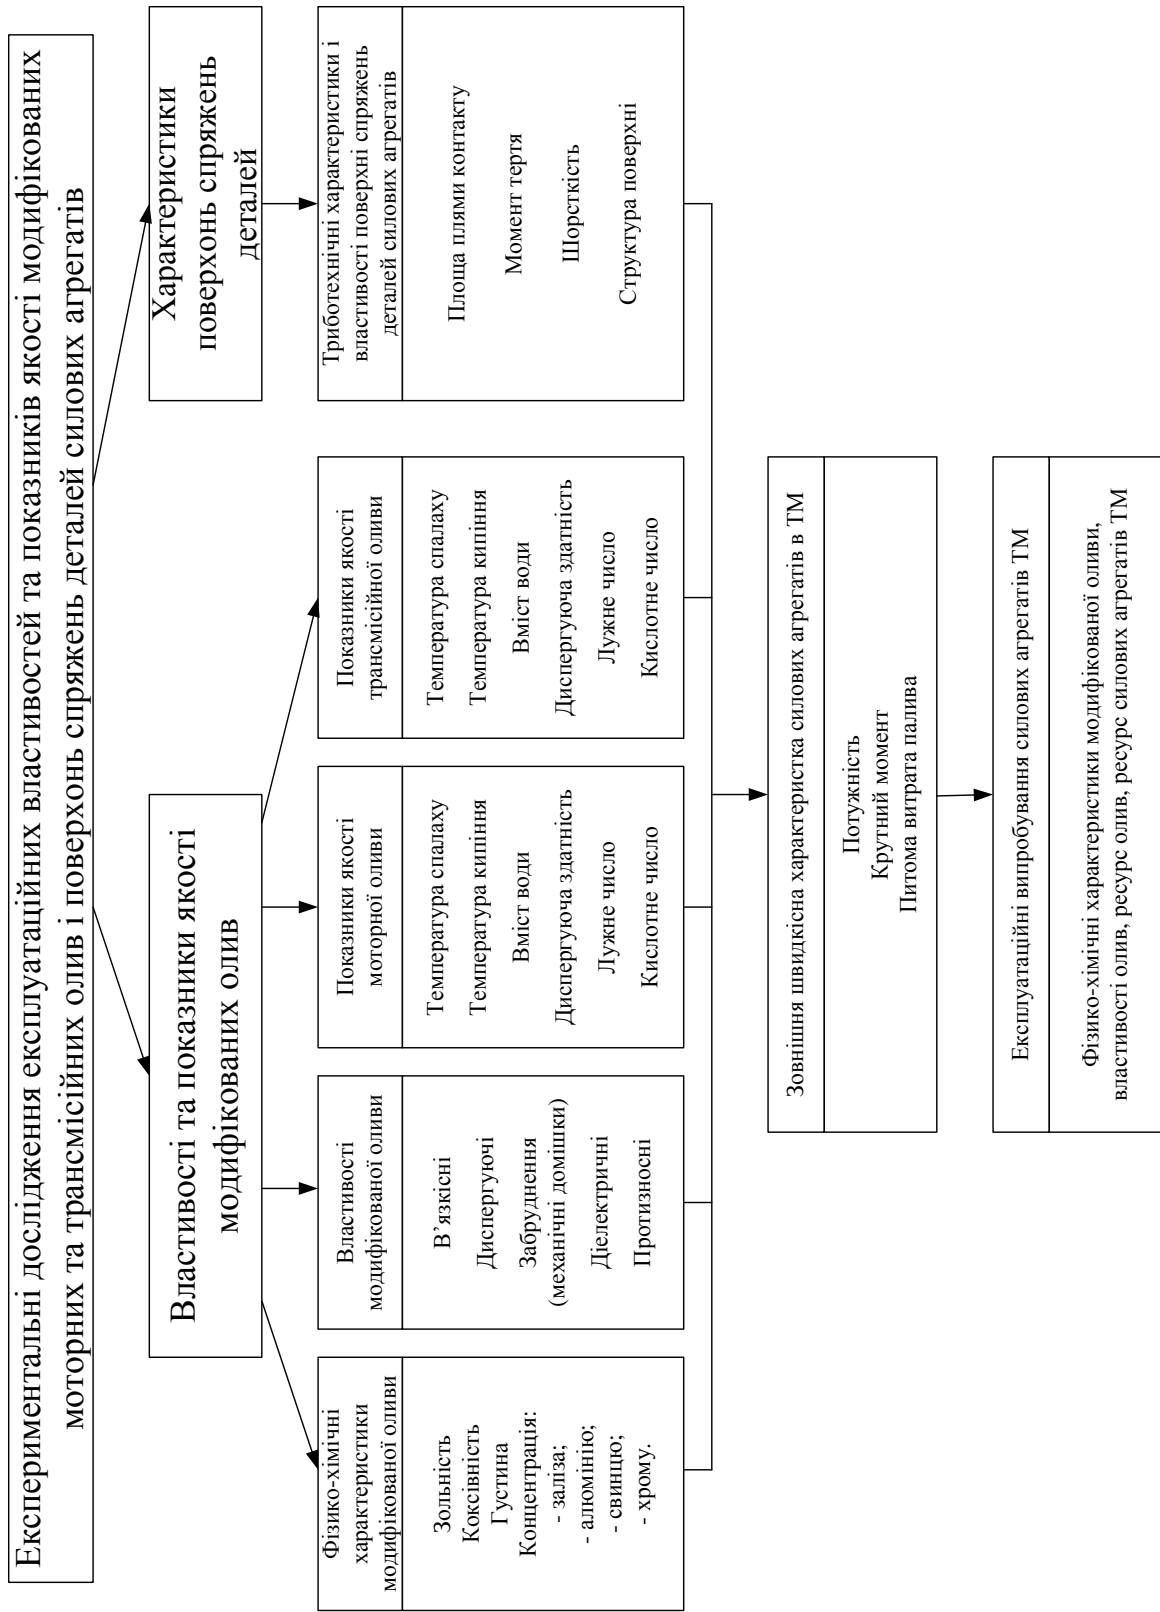 Експериментальні дослідження експлуатаційних властивостей та показників якості модифікованих
моторних та трансмісійних олив і поверхонь спряжень деталей силових агрегатів
Властивості та показники якості
модифікованих олив
Характеристики
поверхонь спряжень
деталей
Фізико-хімічні
характеристики
модифікованої оливи
Зольність
Коксівність
Густина
Концентрація:
- заліза;
- алюмінію;
- свинцю;
- хрому.
Властивості
модифікованої оливи
В’язкісні
Диспергуючі
Забруднення
(механічні домішки)
Діелектричні
Протизносні
Показники якості
моторної оливи
Температура спалаху
Температура кипіння
Вміст води
Диспергуюча здатність
Лужне число
Кислотне число
Показники якості
трансмісійної оливи
Температура спалаху
Температура кипіння
Вміст води
Диспергуюча здатність
Лужне число
Кислотне число
Триботехнічні характеристики і
властивості поверхні спряжень
деталей силових агрегатів
Площа плями контакту
Момент тертя
Шорсткість
Структура поверхні
Зовнішня швидкісна характеристка силових агрегатів в ТМ
Потужність
Крутний момент
Питома витрата палива
Експлуатаційні випробування силових агрегатів ТМ
Фізико-хімічні характеристики модифікованої оливи,
властивості олив, ресурс олив, ресурс силових агрегатів ТМ